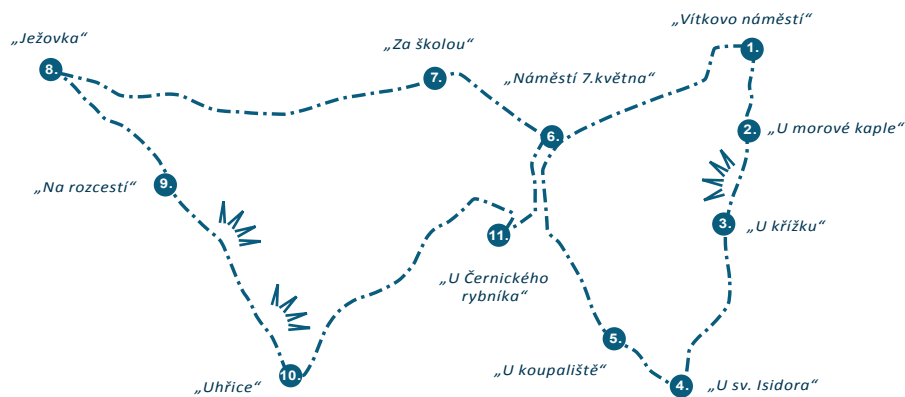 „Vítkovo náměstí“
1.
„Ježovka“
8.
„Za školou“
7.
„Náměstí 7.května“
6.
2.
„U morové kaple“
„Na rozcestí“
9.
3.
„U křížku“
11.
„U Černického
rybníka“
5.
„U koupaliště“
10.
„Uhřice“
4.
„U sv. Isidora“